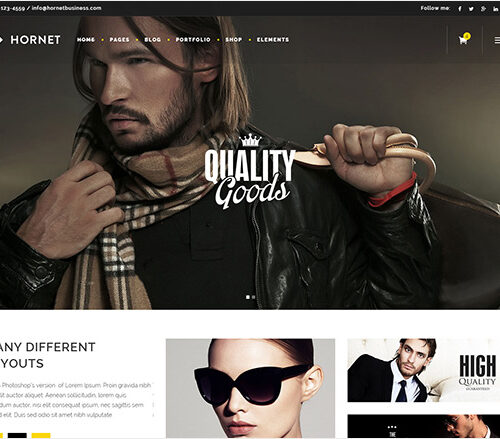 123-4559 / info@hornetbusiness.com
Follow me:
HORNET
HOME PAGES BLOG PORTFOLIO SHOP ELEMENTS
QUALITY
Goods
ANY DIFFERENT
YOUTS
Photoshop's version of Lorem Ipsum. Proin gravida nibh
auctor aliquet. Aenean sollicitudin, lorem quis
bibendum auctor, nisi elit consequat ipsum, nec sagittis sem
id elit. Duis sed odio sit amet nibh vulputate
HIGH
QUALITY
GUARANTEED
THE